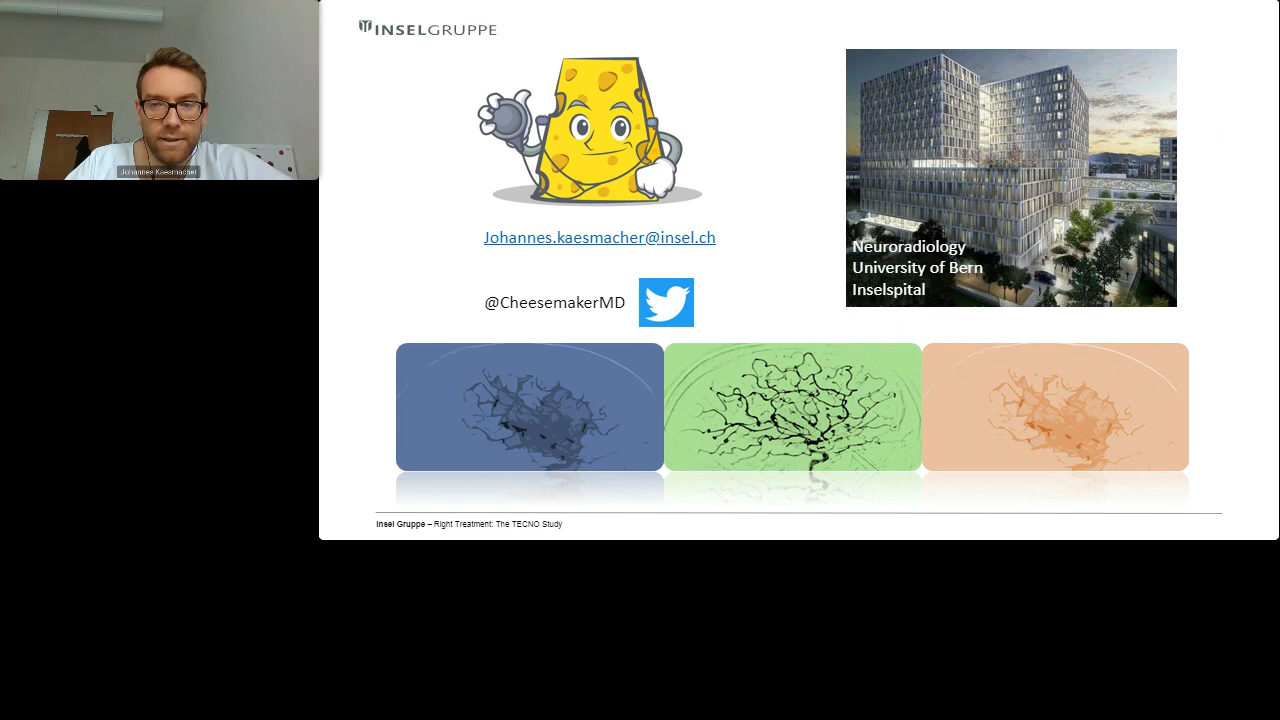 Johannes Kaesmacher
INSELGRUPPE
Johannes.kaesmacher@insel.ch
@CheesemakerMD
Neuroradiology
University of Bern
Inselspital
Insel Gruppe – Right Treatment: The TECNO Study